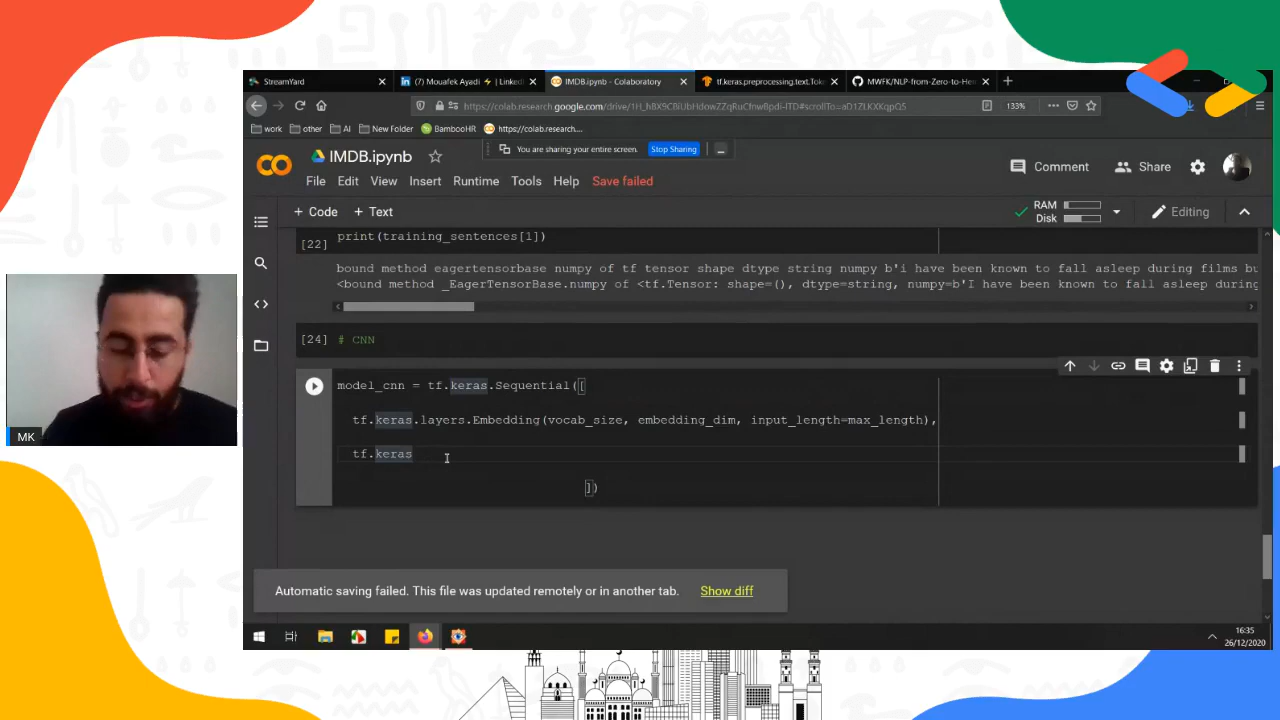 StreamYard
(7) Mouafek Ayadi ⚡ | Linked
IMDB.ipynb - Colaboratory
tf.keras.preprocessing.text.Tok
MWFK/NLP-from-Zero-to-Her
133%
work
other
AI
New Folder
BambooHR
https://colab.research....
You are sharing your entire screen.
Stop Sharing
IMDB.ipynb
Comment
Share
File Edit View Insert Runtime Tools Help Save failed
+ Code + Text
RAM
Disk
Editing
[22]
print(training_sentences[1])
bound method eagertensorbase numpy of tf tensor shape dtype string numpy b'i have been known to fall asleep during films bu
<bound method _EagerTensorBase.numpy of <tf.Tensor: shape=(), dtype=string, numpy=b'I have been known to fall asleep during
[24] # CNN
model_cnn = tf.keras.Sequential([
tf.keras.layers.Embedding(vocab_size, embedding_dim, input_length=max_length),
tf.keras
])
MK
Automatic saving failed. This file was updated remotely or in another tab. Show diff
16:35
26/12/2020